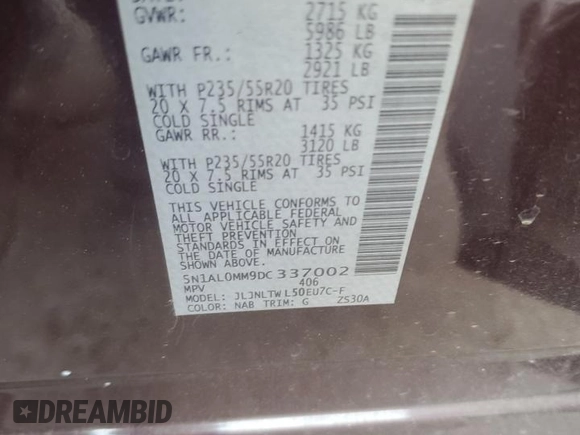 GVWR: 2715 KG
5986 LB
GAWR FR.: 1325 KG
2921 LB
WITH P235/55R20 TIRES
20 X 7.5 RIMS AT 35 PSI
COLD SINGLE
GAWR RR.: 1415 KG
3120 LB
WITH P235/55R20 TIRES
20 X 7.5 RIMS AT 35 PSI
COLD SINGLE
THIS VEHICLE CONFORMS TO
ALL APPLICABLE FEDERAL
MOTOR VEHICLE SAFETY AND
THEFT PREVENTION
STANDARDS IN EFFECT ON
THE DATE OF MANUFACTURE
SHOWN ABOVE.
5N1AL0MM9DC337002
MPV 406
MODEL: JLJNLTWL50EU7C-F
COLOR: NAB TRIM: G ZS30A
DREAMBID